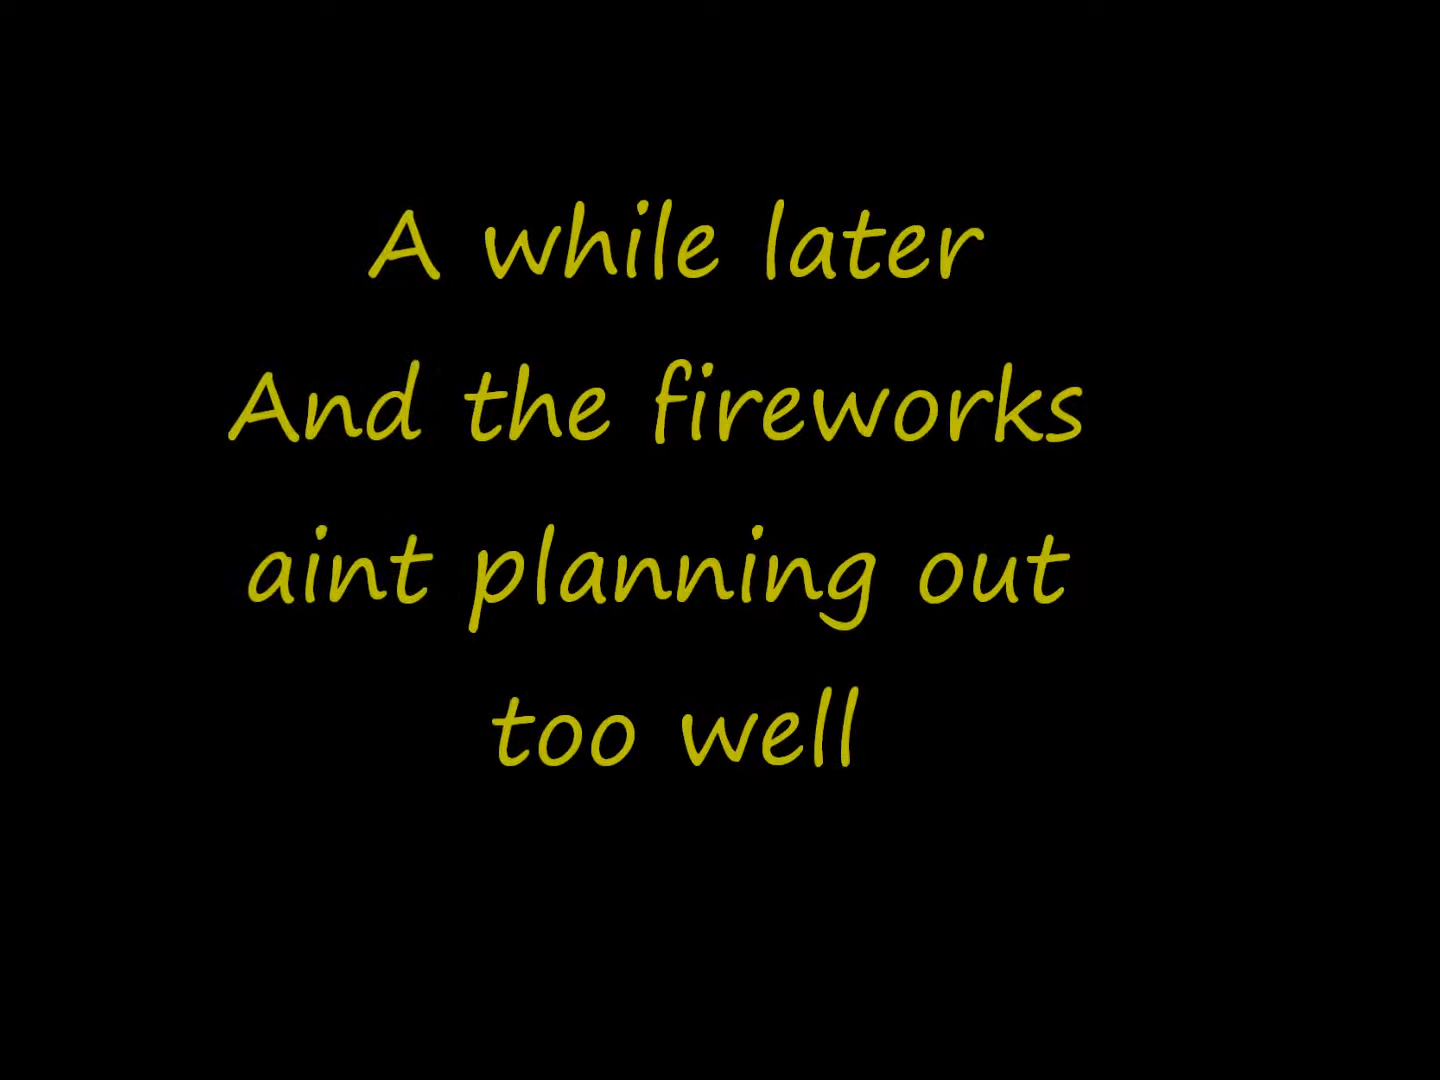 A while later
And the fireworks
aint planning out
too well